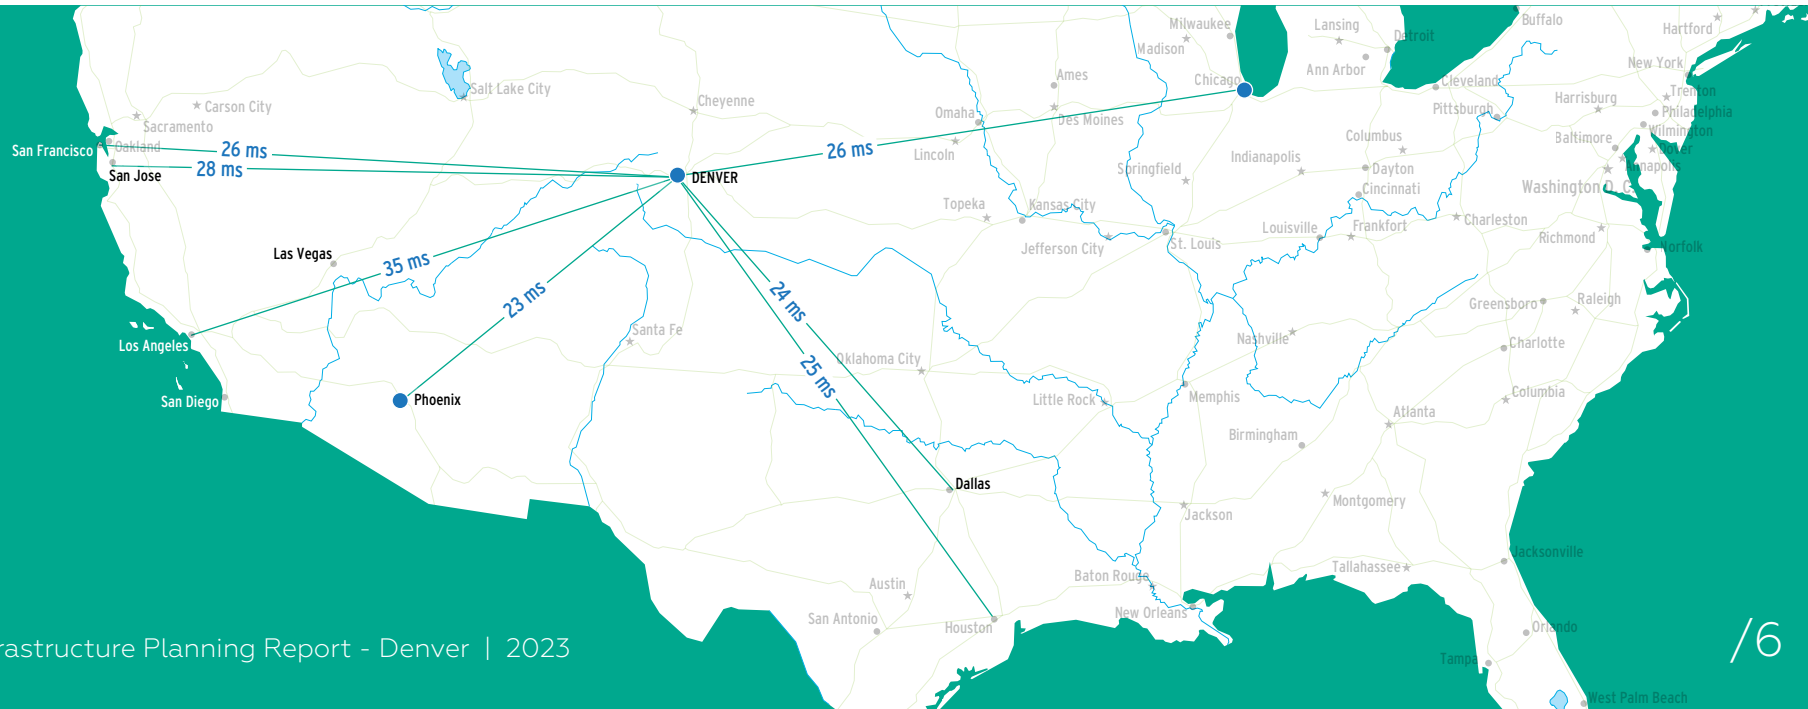 Buffalo
Milwaukee
Lansing
Hartford
Detroit
Madison
New York
Ann Arbor
Ames
Chicago
Cleveland
Salt Lake City
Trenton
Cheyenne
Harrisburg
Carson City
Pittsburgh
Omaha
Philadelphia
Des Moines
Sacramento
Wilmington
Columbus
Baltimore
Oakland
26 ms
San Francisco
26 ms
Dover
Lincoln
Indianapolis
Annapolis
28 ms
Springfield
Dayton
San Jose
DENVER
Cincinnati
Washington D. C.
Topeka
Kansas City
Charleston
Louisville
Frankfort
Richmond
St. Louis
Jefferson City
Norfolk
Las Vegas
35 ms
23 ms
24 ms
Raleigh
Greensboro
Santa Fe
Nashville
Los Angeles
Charlotte
Oklahoma City
25 ms
Columbia
Memphis
Phoenix
Little Rock
San Diego
Atlanta
Birmingham
Dallas
Montgomery
Jackson
Jacksonville
Tallahassee
Baton Rouge
Austin
New Orleans
San Antonio
Houston
Orlando
rastructure Planning Report - Denver | 2023
/6
Tampa
West Palm Beach